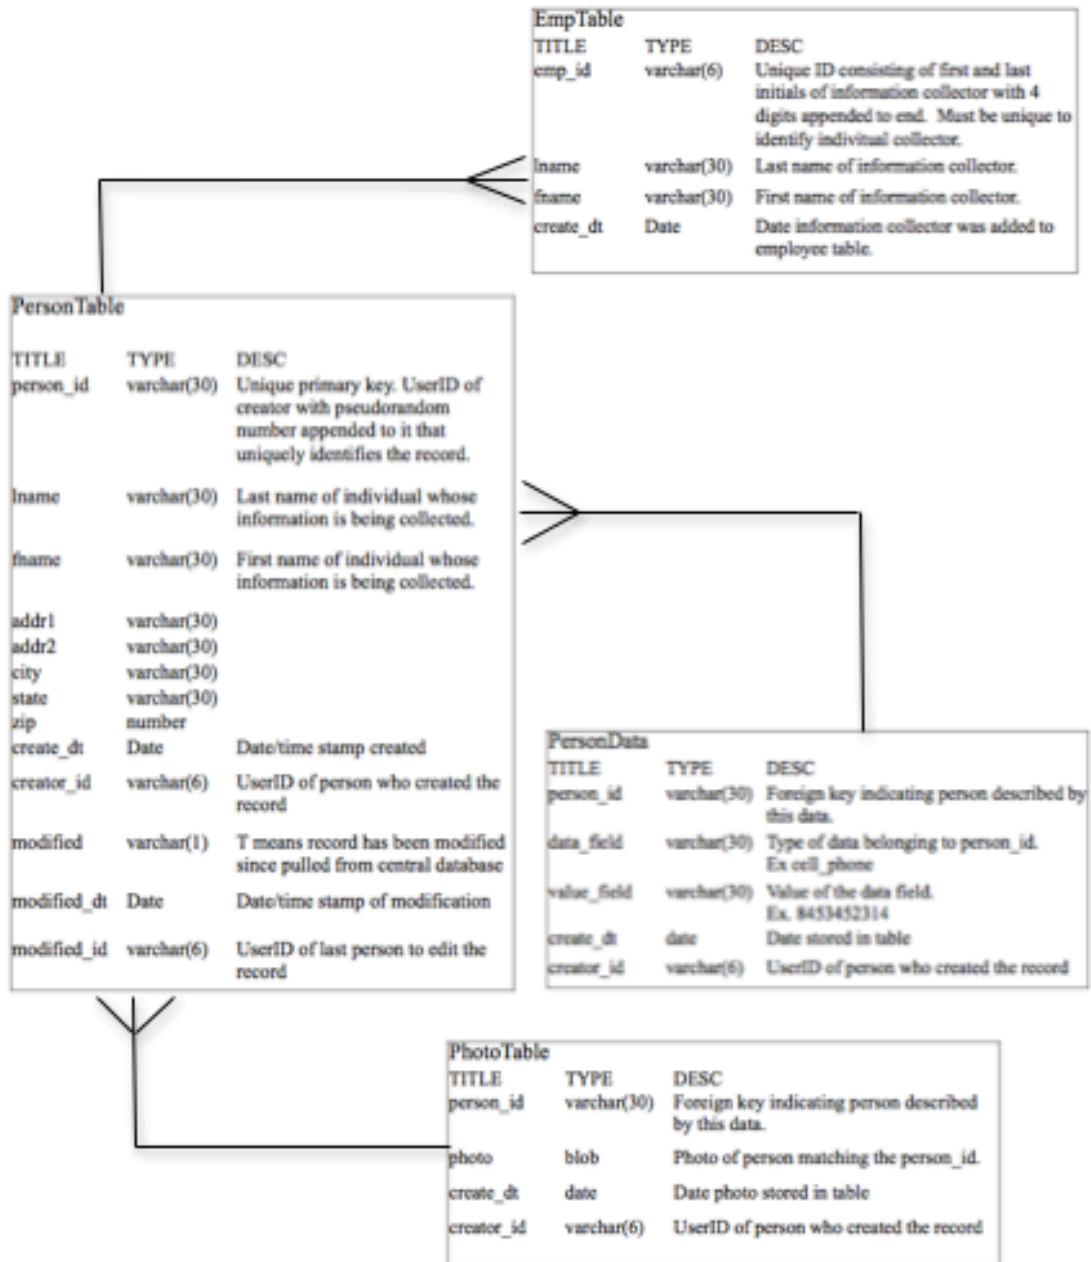 EmpTable
TITLE TYPE DESC
emp_id varchar(6) Unique ID consisting of first and last
initials of information collector with 4
digits appended to end. Must be unique to
identify indivitual collector.
lname varchar(30) Last name of information collector.
fname varchar(30) First name of information collector.
create_dt Date Date information collector was added to
employee table.
PersonTable
TITLE TYPE DESC
person_id varchar(30) Unique primary key. UserID of
creator with pseudorandom
number appended to it that
uniquely identifies the record.
lname varchar(30) Last name of individual whose
information is being collected.
fname varchar(30) First name of individual whose
information is being collected.
addr1 varchar(30)
addr2 varchar(30)
city varchar(30)
state varchar(30)
zip number
create_dt Date Date/time stamp created
creator_id varchar(6) UserID of person who created the
record
modified varchar(1) T means record has been modified
since pulled from central database
modified_dt Date Date/time stamp of modification
modified_id varchar(6) UserID of last person to edit the
record
PersonData
TITLE TYPE DESC
person_id varchar(30) Foreign key indicating person described by
this data.
data_field varchar(30) Type of data belonging to person_id.
Ex cell_phone
value_field varchar(30) Value of the data field.
Ex. 8453452314
create_dt date Date stored in table
creator_id varchar(6) UserID of person who created the record
PhotoTable
TITLE TYPE DESC
person_id varchar(30) Foreign key indicating person described
by this data.
photo blob Photo of person matching the person_id.
create_dt date Date photo stored in table
creator_id varchar(6) UserID of person who created the record